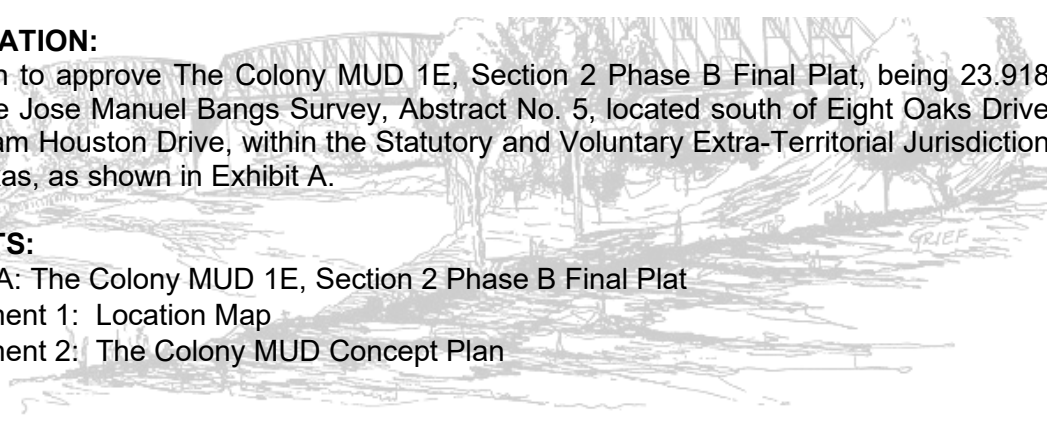 ATION:
n to approve The Colony MUD 1E, Section 2 Phase B Final Plat, being 23.918
e Jose Manuel Bangs Survey, Abstract No. 5, located south of Eight Oaks Drive
am Houston Drive, within the Statutory and Voluntary Extra-Territorial Jurisdiction
as, as shown in Exhibit A.
TS:
A: The Colony MUD 1E, Section 2 Phase B Final Plat
ment 1: Location Map
ment 2: The Colony MUD Concept Plan
GRIEF